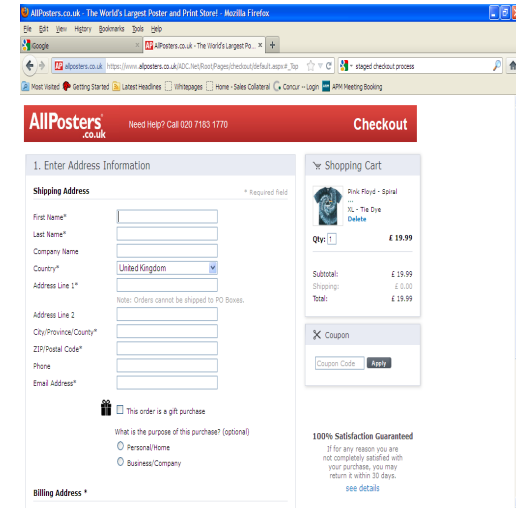 AllPosters.co.uk - The World's Largest Poster and Print Store! - Mozilla Firefox
File Edit View History Bookmarks Tools Help
Google
AllPosters.co.uk - The World's Largest Po... × +
allposters.co.uk https://www.allposters.co.uk/ADC.Net/Root/Pages/checkout/default.aspx#_Top
staged checkout process
Most Visited Getting Started Latest Headlines Whitepages Home - Sales Collateral Concur -- Login APM Meeting Booking
AllPosters
.co.uk
Need Help? Call 020 7183 1770
Checkout
1. Enter Address Information
Shipping Address
* Required field
First Name*
Last Name*
Company Name
Country* United Kingdom
Address Line 1*
Note: Orders cannot be shipped to PO Boxes.
Address Line 2
City/Province/County*
ZIP/Postal Code*
Phone
Email Address*
This order is a gift purchase
What is the purpose of this purchase? (optional)
Personal/Home
Business/Company
Billing Address *
Shopping Cart
Pink Floyd - Spiral
...
XL - Tie Dye
Delete
Qty: 1 £ 19.99
Subtotal: £ 19.99
Shipping: £ 0.00
Total: £ 19.99
Coupon
Coupon Code Apply
100% Satisfaction Guaranteed
If for any reason you are
not completely satisfied with
your purchase, you may
return it within 30 days.
see details